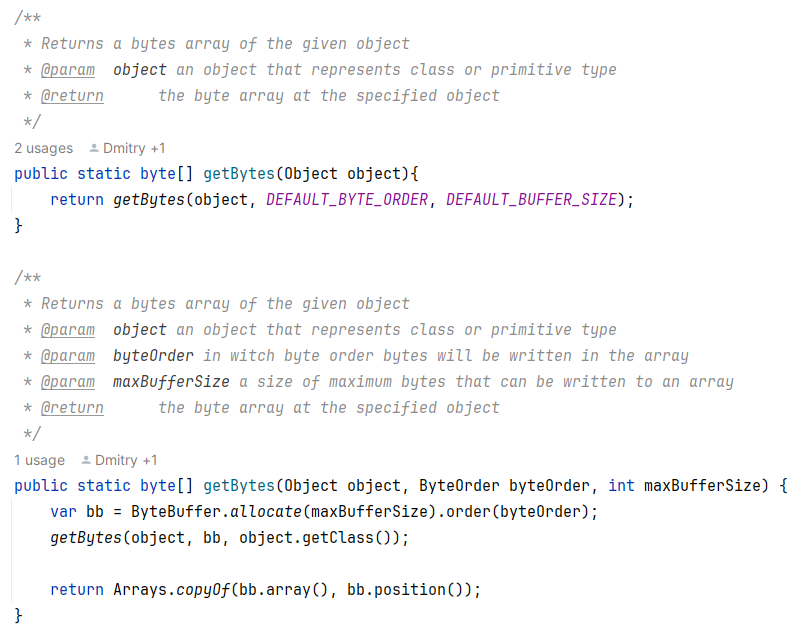 /**
 * Returns a bytes array of the given object
 * @param  object an object that represents class or primitive type
 * @return      the byte array at the specified object
 */
2 usages Dmitry +1
public static byte[] getBytes(Object object){
    return getBytes(object, DEFAULT_BYTE_ORDER, DEFAULT_BUFFER_SIZE);
}
/**
 * Returns a bytes array of the given object
 * @param  object an object that represents class or primitive type
 * @param  byteOrder in witch byte order bytes will be written in the array
 * @param  maxBufferSize a size of maximum bytes that can be written to an array
 * @return      the byte array at the specified object
 */
1 usage Dmitry +1
public static byte[] getBytes(Object object, ByteOrder byteOrder, int maxBufferSize) {
    var bb = ByteBuffer.allocate(maxBufferSize).order(byteOrder);
    getBytes(object, bb, object.getClass());
    return Arrays.copyOf(bb.array(), bb.position());
}